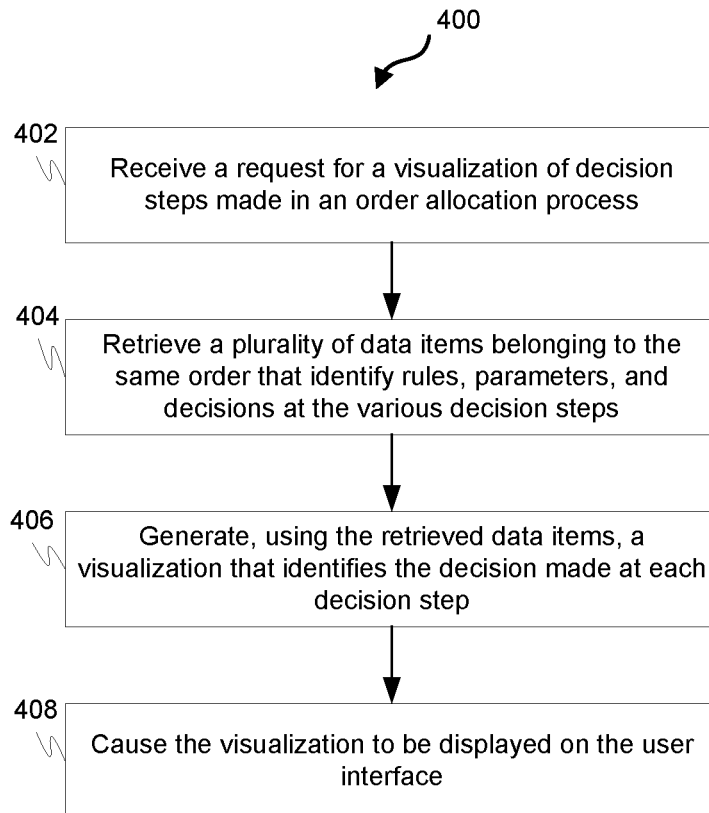 400
402
Receive a request for a visualization of decision
steps made in an order allocation process
404
Retrieve a plurality of data items belonging to the
same order that identify rules, parameters, and
decisions at the various decision steps
406
Generate, using the retrieved data items, a
visualization that identifies the decision made at each
decision step
408
Cause the visualization to be displayed on the user
interface